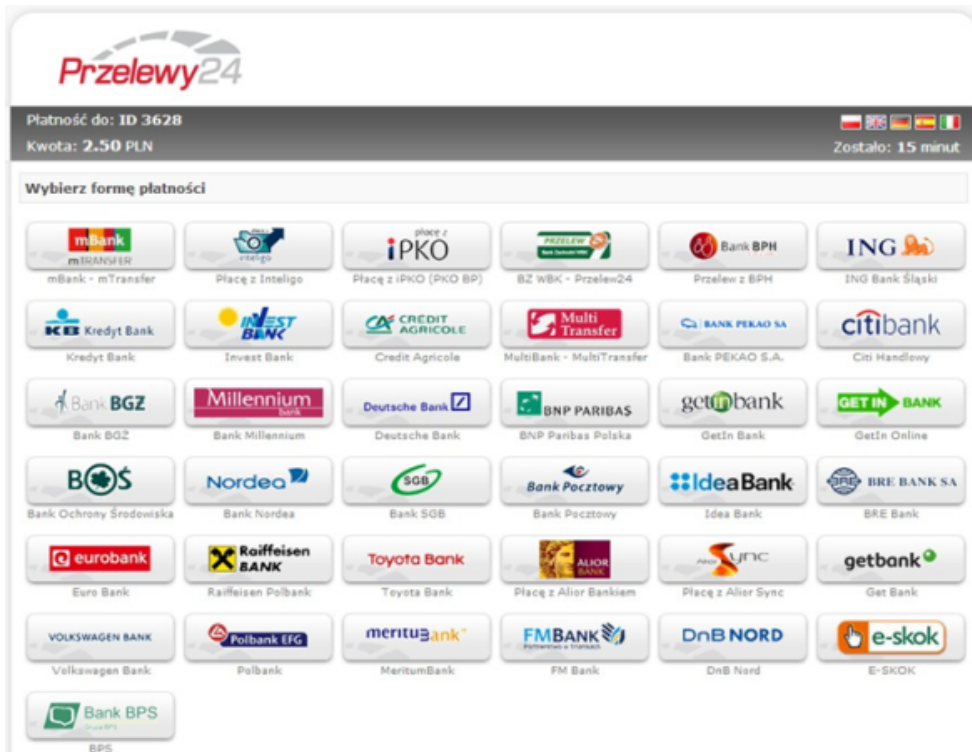 Przelewy24
Płatność do: ID 3628
Kwota: 2.50 PLN
Zostało: 15 minut
Wybierz formę płatności
mBank
mTRANSFER
inteligo
płacę z
iPKO
PRZELEW
Bank BPH
ING
mBank - mTransfer
Płacę z Inteligo
Płacę z iPKO (PKO BP)
BZ WBK - Przelew24
Przelew z BPH
ING Bank Śląski
KB Kredyt Bank
INVEST BANK
CREDIT AGRICOLE
Multi Transfer
BANK PEKAO SA
citibank
Kredyt Bank
Invest Bank
Credit Agricole
MultiBank - MultiTransfer
Bank PEKAO S.A.
Citi Handlowy
Bank BGŻ
Millennium
bank
Deutsche Bank
BNP PARIBAS
getinbank
GET IN BANK
Bank BGŻ
Bank Millennium
Deutsche Bank
BNP Paribas Polska
GetIn Bank
GetIn Online
BOŚ
Nordea
SGB
Bank Pocztowy
Idea Bank
BRE BRE BANK SA
Bank Ochrony Środowiska
Bank Nordea
Bank SGB
Bank Pocztowy
Idea Bank
BRE Bank
eurobank
Raiffeisen
BANK
Toyota Bank
ALIOR
BANK
Alior Sync
getbank
Euro Bank
Raiffeisen Polbank
Toyota Bank
Płacę z Alior Bankiem
Płacę z Alior Sync
Get Bank
VOLKSWAGEN BANK
Polbank EFG
meritumbank
FMBANK
DnB NORD
e-skok
Volkswagen Bank
Polbank
MeritumBank
FM Bank
DnB Nord
E-SKOK
Bank BPS
Grupa BPS
BPS